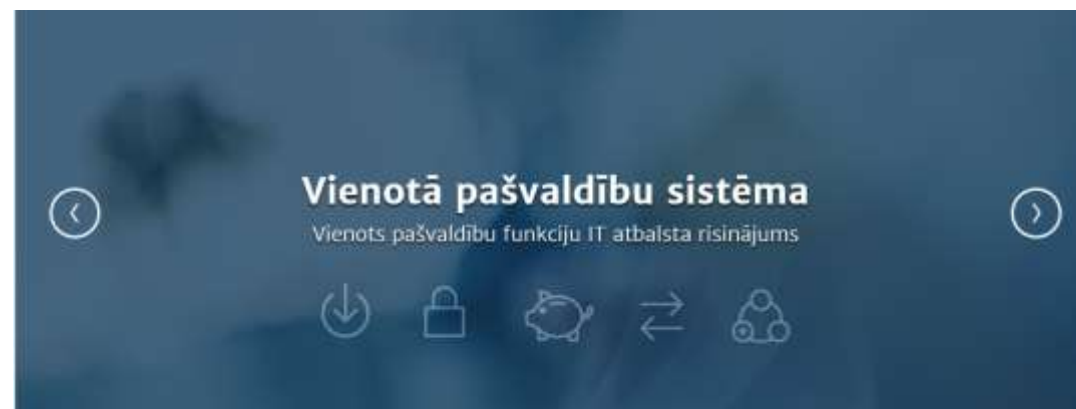 Vienotā pašvaldību sistēma
Vienots pašvaldību funkciju IT atbalsta risinājums